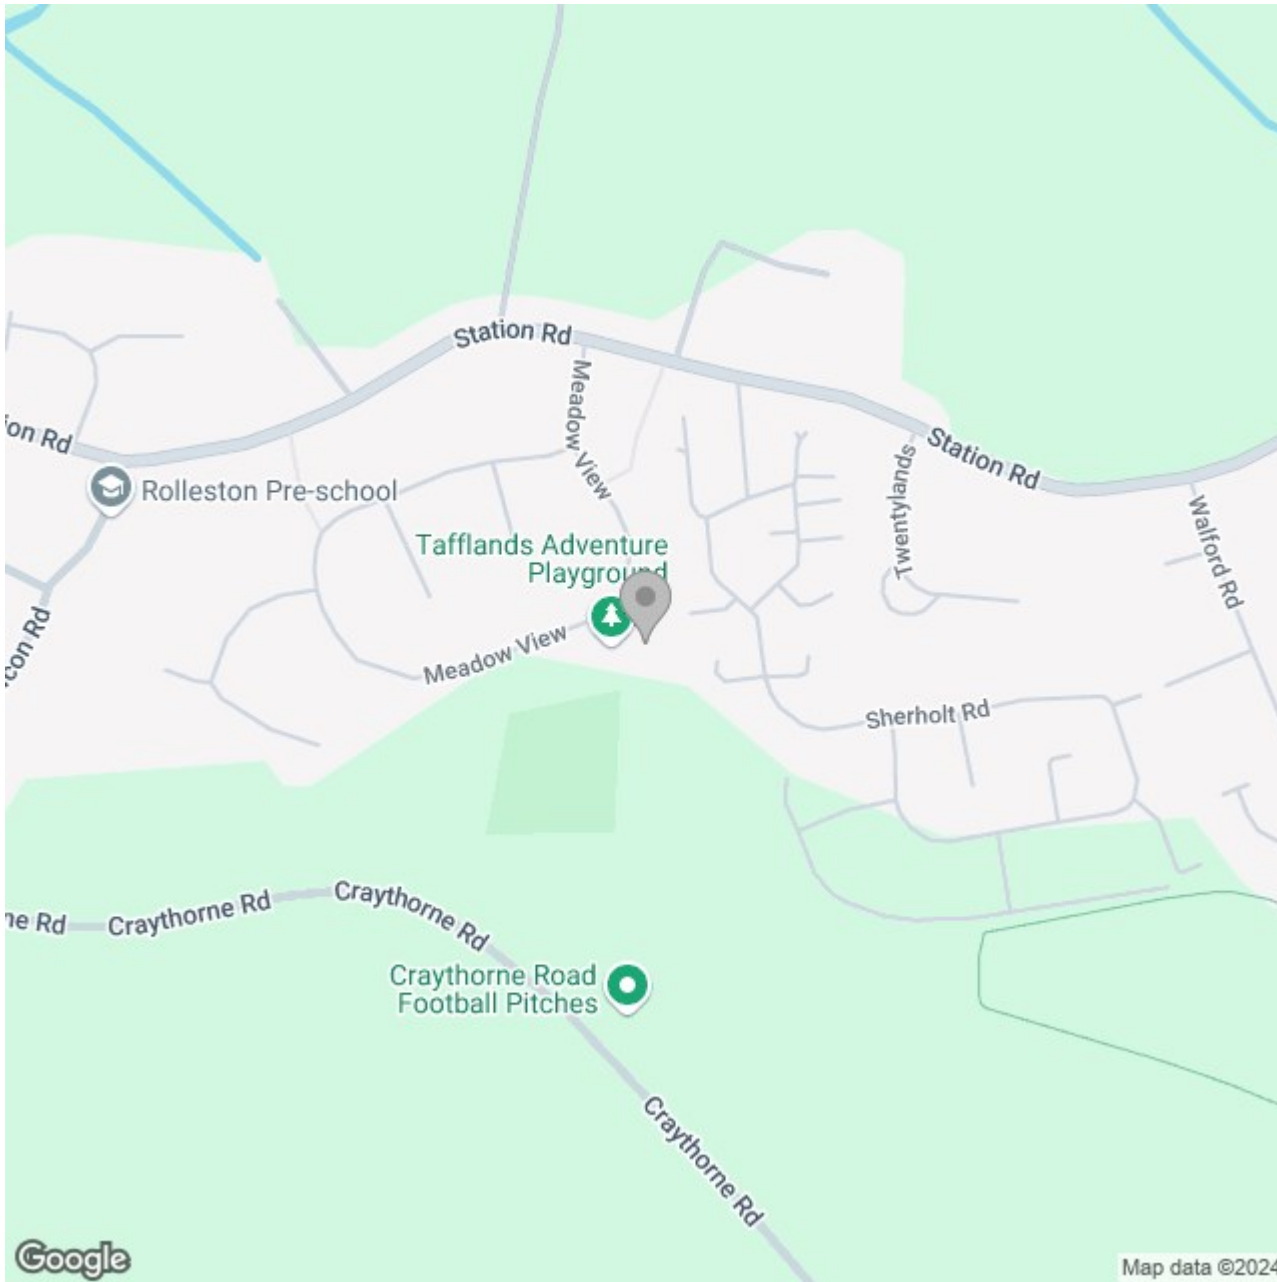 Station Rd
Meadow View
ion Rd
Station Rd
Rolleston Pre-school
Twentylands
Walford Rd
Tafflands Adventure
Playground
Meadow View
con Rd
Sherholt Rd
ne Rd
Craythorne Rd
Craythorne Rd
Craythorne Road
Football Pitches
Craythorne Rd
Google
Map data ©2024